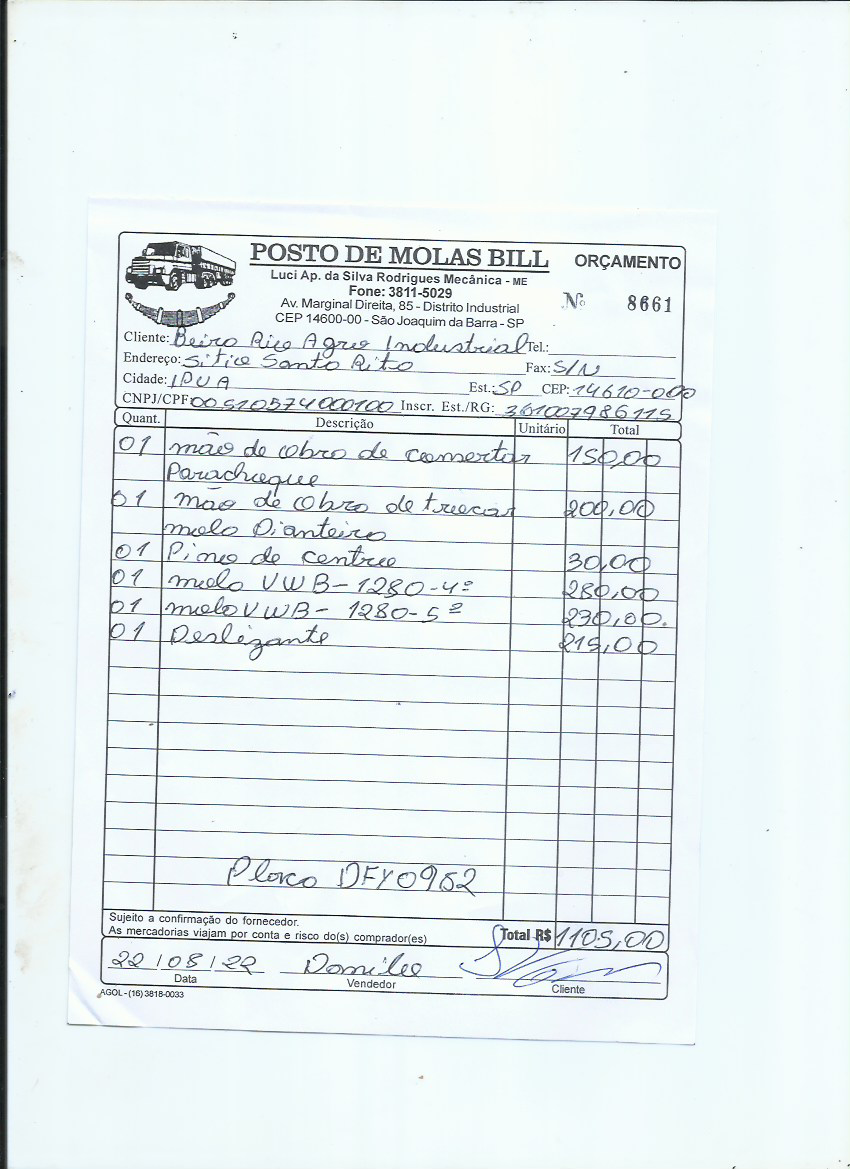 POSTO DE MOLAS BILL
ORÇAMENTO
Luci Ap. da Silva Rodrigues Mecânica - ME
Fone: 3811-5029
Nº 8661
Av. Marginal Direita, 85 - Distrito Industrial
CEP 14600-00 - São Joaquim da Barra - SP
Cliente: Beira Rio Agro Industrial Tel.:
Endereço: Sitio Santo Rita Fax: S/N
Cidade: IPUA Est.: SP CEP: 14610-000
CNPJ/CPF 00510574000100 Inscr. Est./RG: 361007986115
Quant. Descrição Unitário Total
01 mão de obra de consertar 150,00
Parachoque
01 mão de obra de trocar 200,00
mola Dianteira
01 Pino de centro 30,00
01 mola VWB-1280-4ª 280,00
01 mola VWB-1280-5ª 230,00.
01 Deslizante 215,00
Placa DFY0952
Sujeito a confirmação do fornecedor.
As mercadorias viajam por conta e risco do(s) comprador(es)
Total R$ 1105,00
22/08/22 Danilo
Data Vendedor Cliente
AGOL - (16) 3818-0033